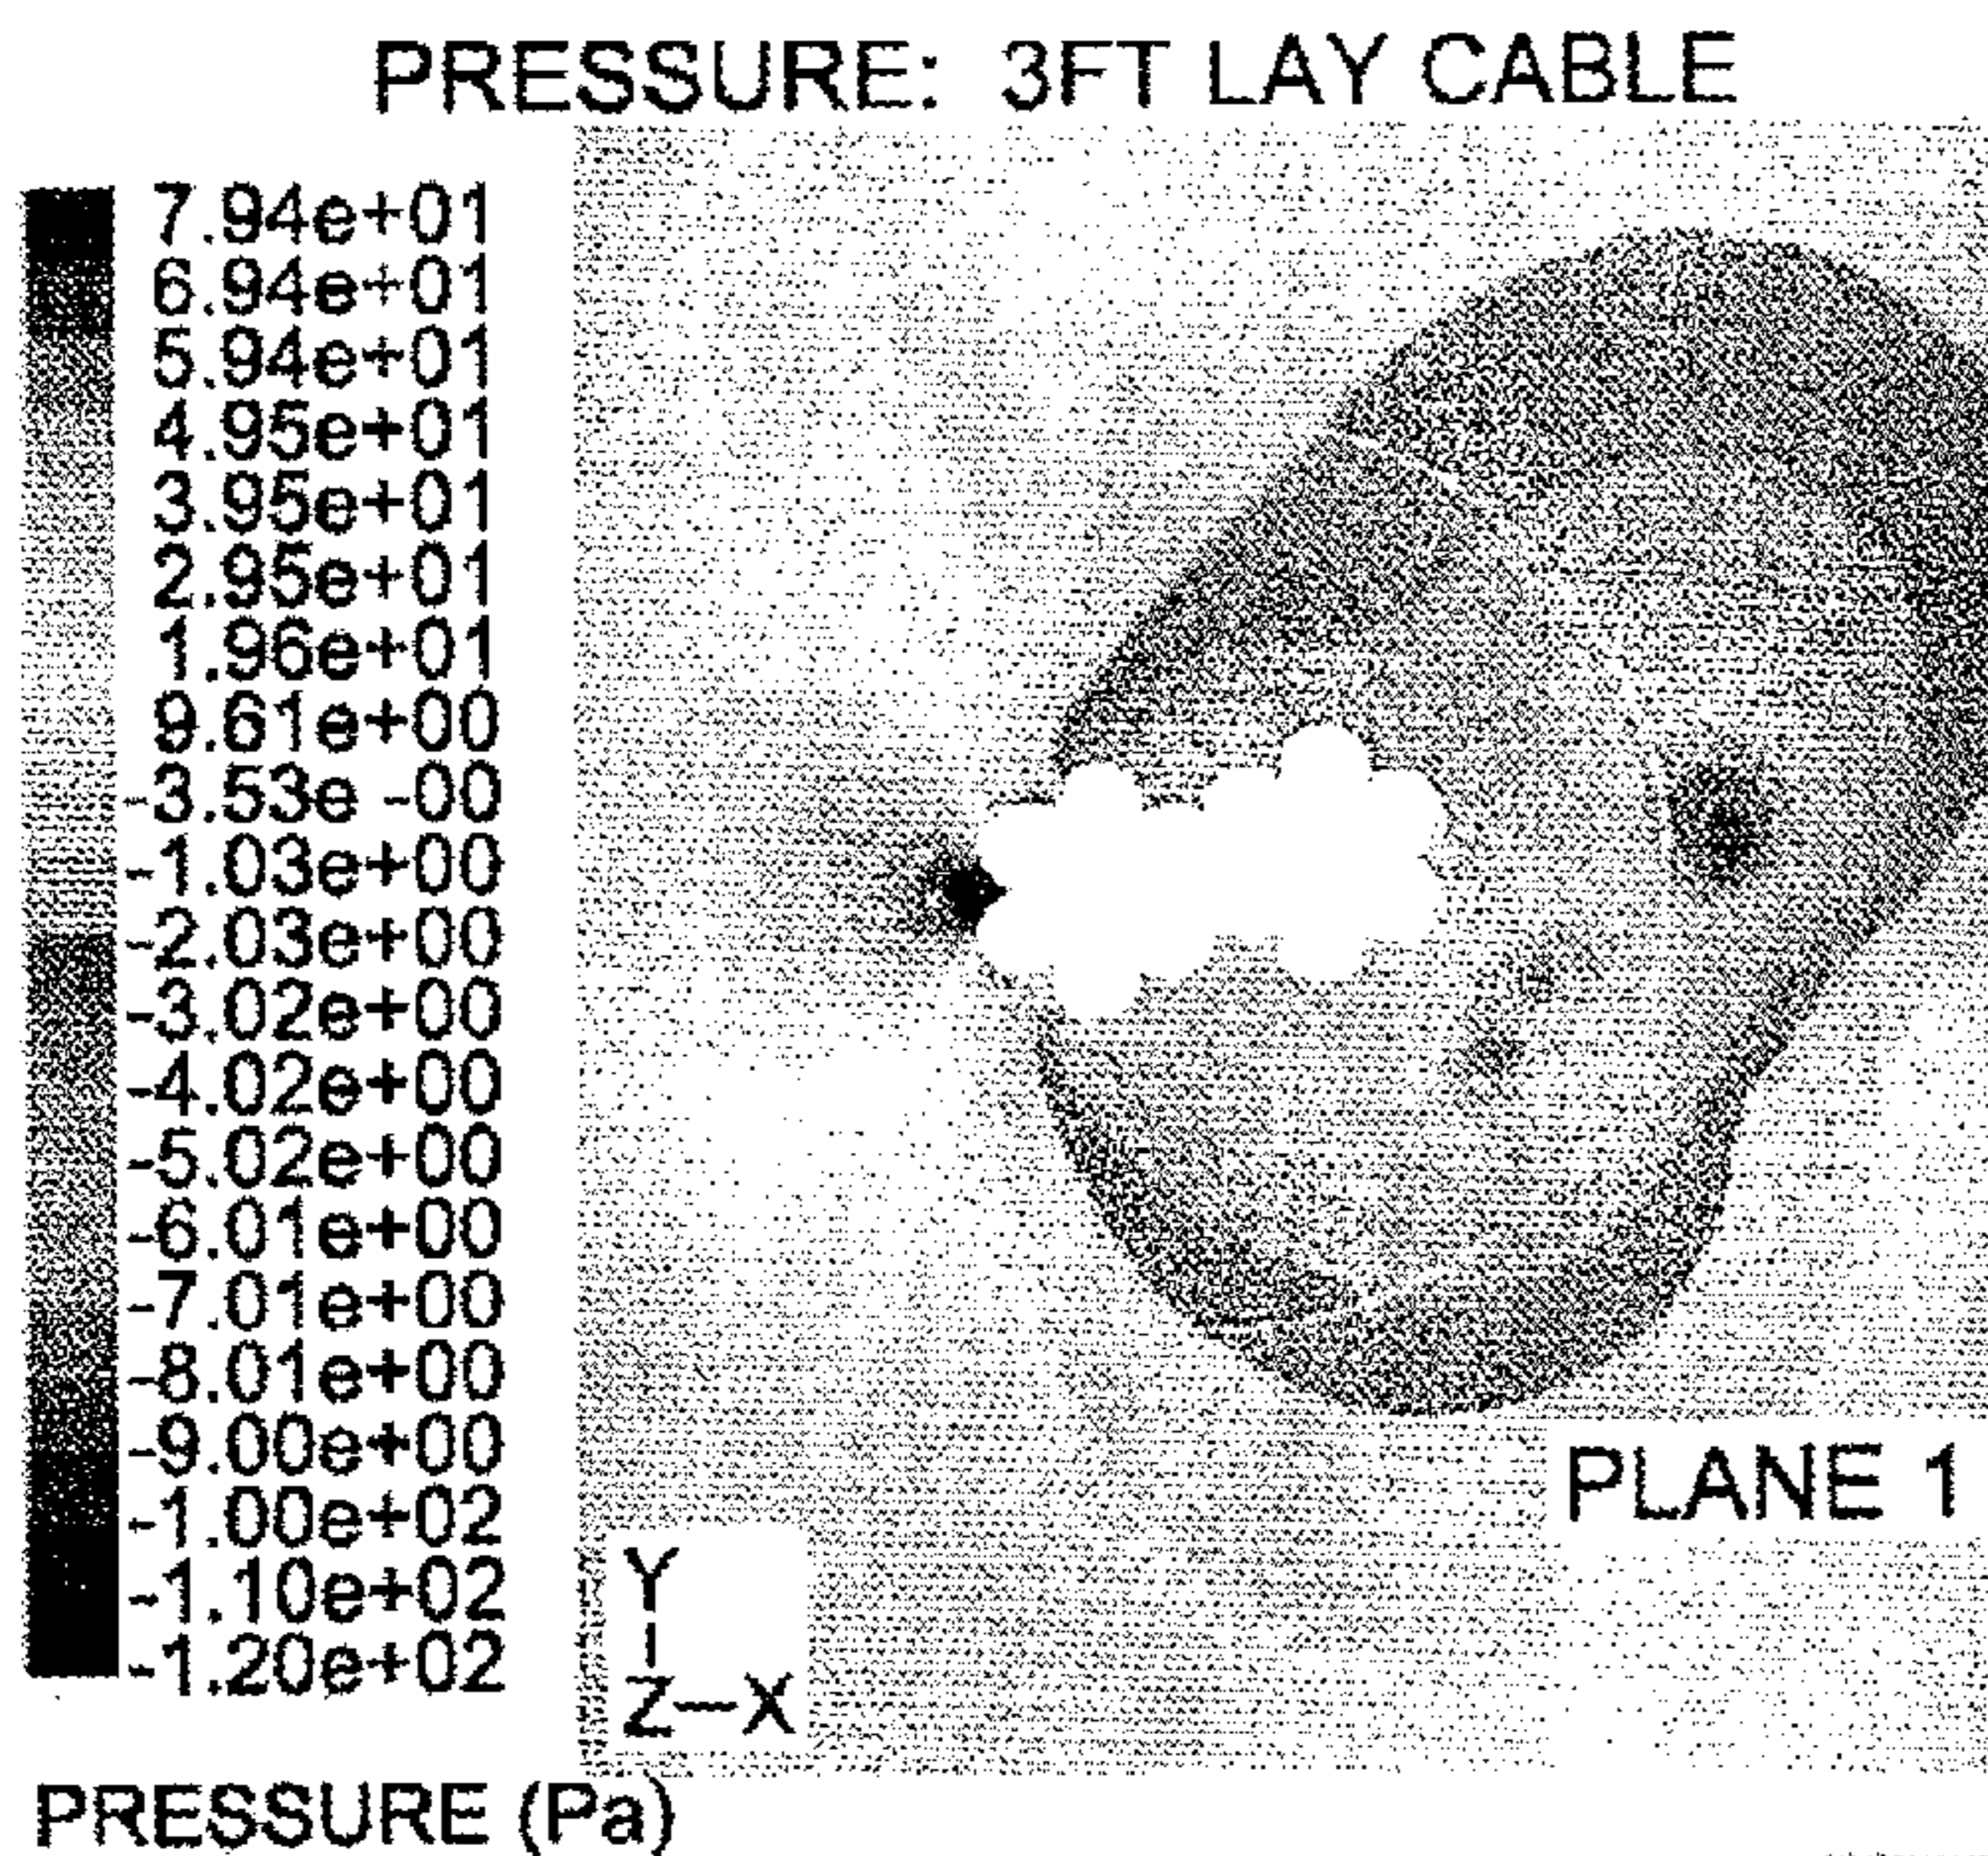 PRESSURE: 3FT LAY CABLE
7.94e+01
6.94e+01
5.94e+01
4.95e+01
3.95e+01
2.95e+01
1.96e+01
9.61e+00
-3.53e -00
-1.03e+00
-2.03e+00
-3.02e+00
-4.02e+00
-5.02e+00
-6.01e+00
-7.01e+00
-8.01e+00
-9.00e+00
-1.00e+02
-1.10e+02
-1.20e+02
PLANE 1
Y
Z-X
PRESSURE (Pa)